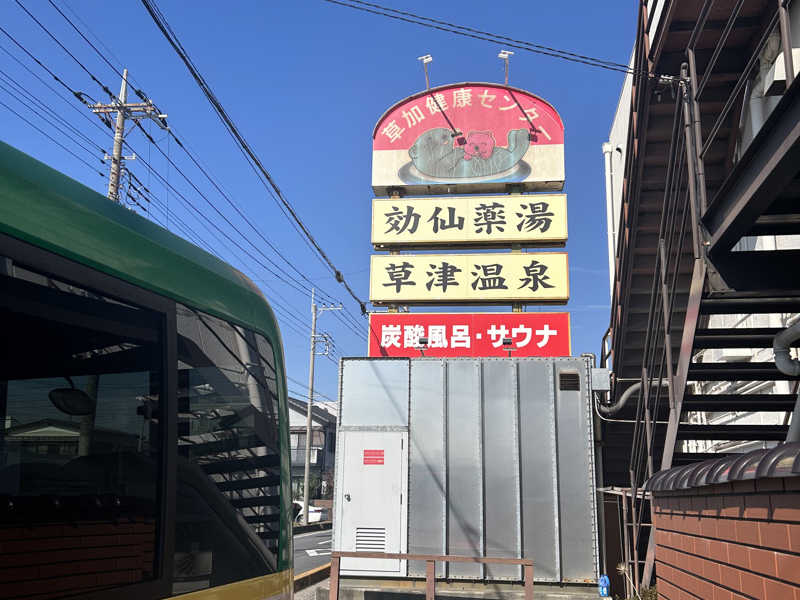 草加健康センター
効仙薬湯
草津温泉
炭酸風呂・サウナ